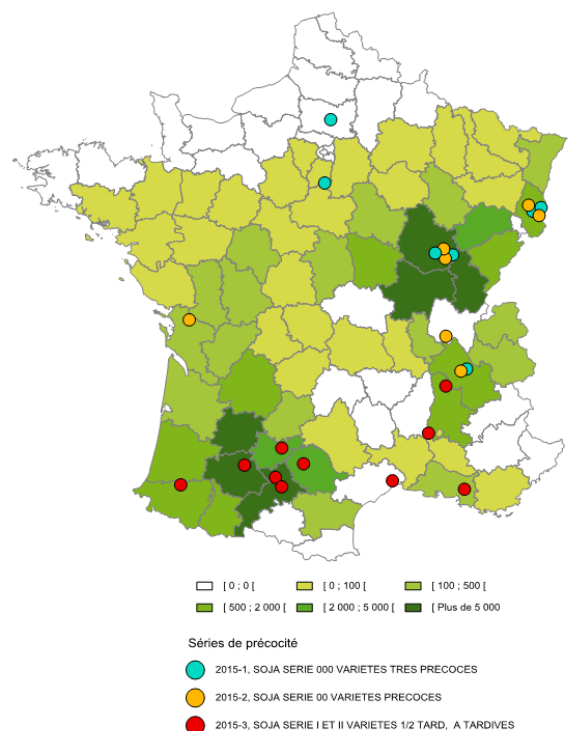 [ 0 ; 0 [ [ 0 ; 100 [ [ 100 ; 500 [
[ 500 ; 2 000 [ [ 2 000 ; 5 000 [ [ Plus de 5 000
Séries de précocité
2015-1, SOJA SERIE 000 VARIETES TRES PRECOCES
2015-2, SOJA SERIE 00 VARIETES PRECOCES
2015-3, SOJA SERIE I ET II VARIETES 1/2 TARD, A TARDIVES